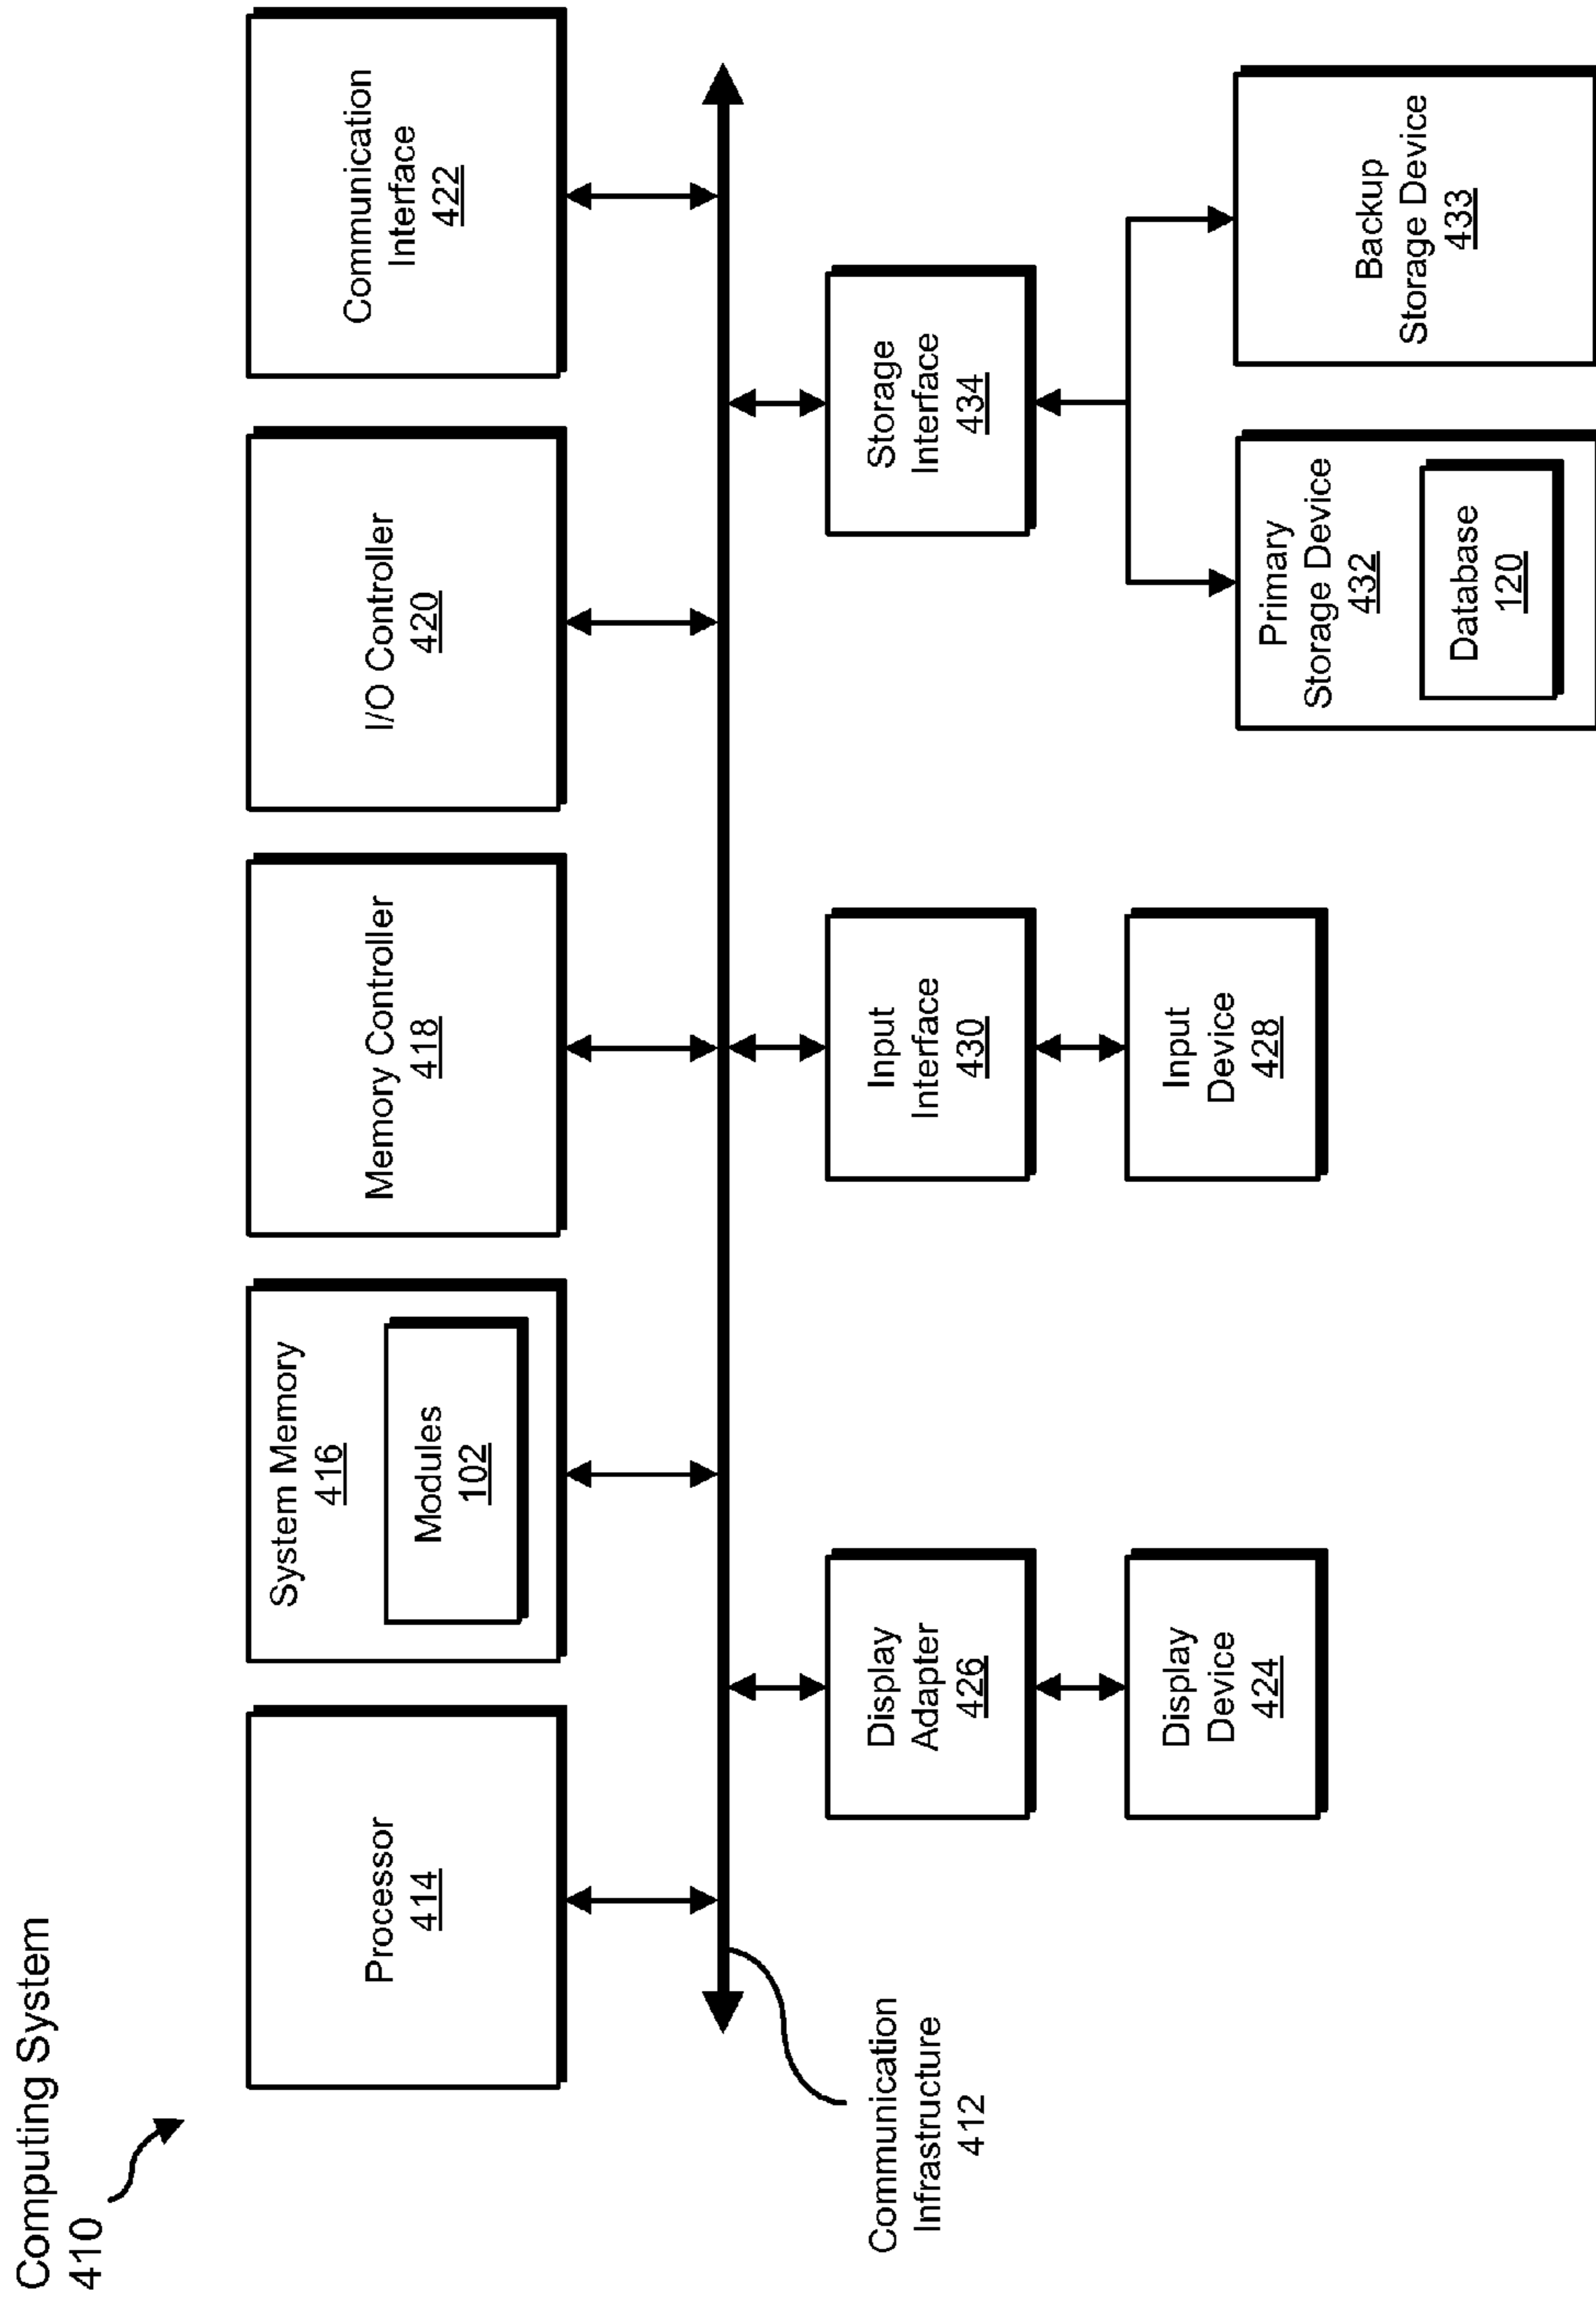 Computing System
410
Processor
414
System Memory
416
Modules
102
Memory Controller
418
I/O Controller
420
Communication
Interface
422
Communication
Infrastructure
412
Display
Adapter
426
Display
Device
424
Input
Interface
430
Input
Device
428
Storage
Interface
434
Primary
Storage Device
432
Database
120
Backup
Storage Device
433